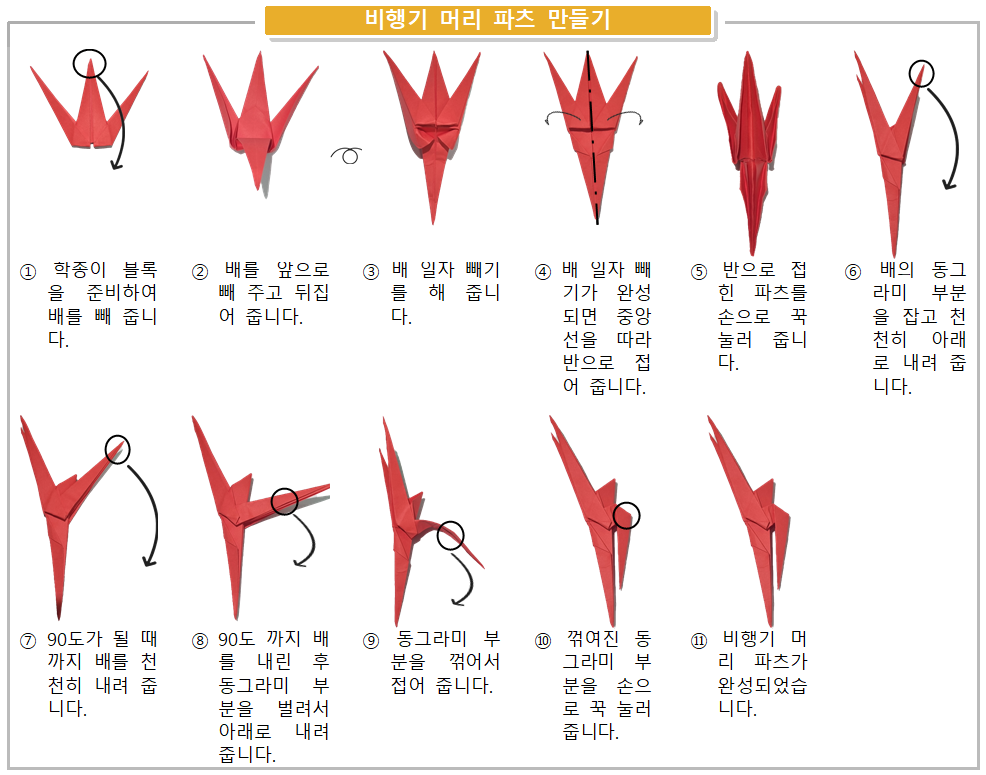 비행기 머리 파츠 만들기
① 학종이 블록
을 준비하여
배를 빼 줍니
다.
② 배를 앞으로
빼 주고 뒤집
어 줍니다.
③ 배 일자 빼기
를 해 줍니
다.
④ 배 일자 빼
기가 완성
되면 중앙
선을 따라
반으로 접
어 줍니다.
⑤ 반으로 접
힌 파츠를
손으로 꾹
눌러 줍니
다.
⑥ 배의 동그
라미 부분
을 잡고 천
천히 아래
로 내려 줍
니다.
⑦ 90도가 될 때
까지 배를 천
천히 내려 줍
니다.
⑧ 90도 까지 배
를 내린 후
동그라미 부
분을 벌려서
아래로 내려
줍니다.
⑨ 동그라미 부
분을 꺾어서
접어 줍니다.
⑩ 꺾여진 동
그라미 부
분을 손으
로 꾹 눌러
줍니다.
⑪ 비행기 머
리 파츠가
완성되었습
니다.